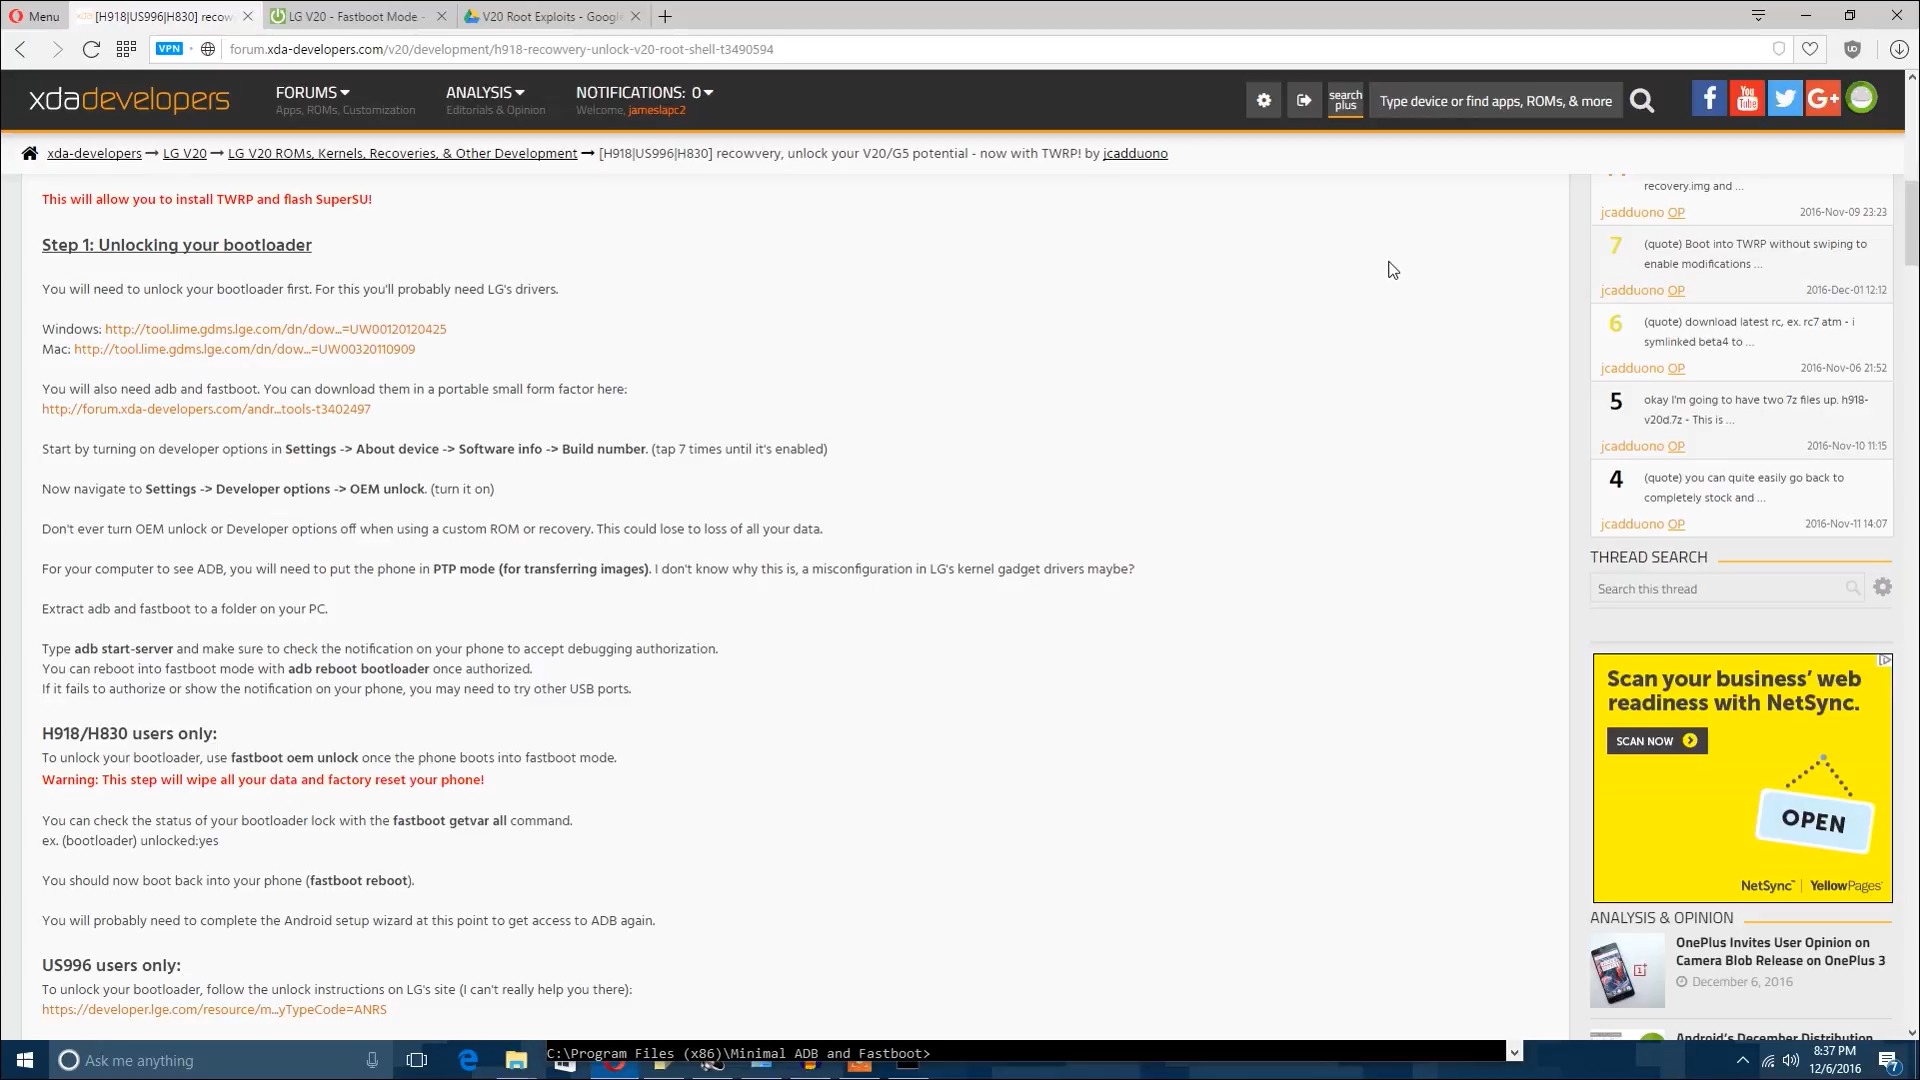 Menu
[H918|US996|H830] recow
LG V20 - Fastboot Mode -
V20 Root Exploits - Google
VPN
forum.xda-developers.com/v20/development/h918-recowvery-unlock-v20-root-shell-t3490594
xdadevelopers
FORUMS
Apps, ROMs, Customization
ANALYSIS
Editorials & Opinion
NOTIFICATIONS: 0
Welcome, jameslapc2
search plus
Type device or find apps, ROMs, & more
You Tube
G+
xda-developers → LG V20 → LG V20 ROMs, Kernels, Recoveries, & Other Development → [H918|US996|H830] recowvery, unlock your V20/G5 potential - now with TWRP! by jcadduono
This will allow you to install TWRP and flash SuperSU!
Step 1: Unlocking your bootloader
You will need to unlock your bootloader first. For this you'll probably need LG's drivers.
Windows: http://tool.lime.gdms.lge.com/dn/dow...=UW00120120425
Mac: http://tool.lime.gdms.lge.com/dn/dow...=UW00320110909
You will also need adb and fastboot. You can download them in a portable small form factor here:
http://forum.xda-developers.com/andr...tools-t3402497
Start by turning on developer options in Settings -> About device -> Software info -> Build number. (tap 7 times until it's enabled)
Now navigate to Settings -> Developer options -> OEM unlock. (turn it on)
Don't ever turn OEM unlock or Developer options off when using a custom ROM or recovery. This could lose to loss of all your data.
For your computer to see ADB, you will need to put the phone in PTP mode (for transferring images). I don't know why this is, a misconfiguration in LG's kernel gadget drivers maybe?
Extract adb and fastboot to a folder on your PC.
Type adb start-server and make sure to check the notification on your phone to accept debugging authorization.
You can reboot into fastboot mode with adb reboot bootloader once authorized.
If it fails to authorize or show the notification on your phone, you may need to try other USB ports.
H918/H830 users only:
To unlock your bootloader, use fastboot oem unlock once the phone boots into fastboot mode.
Warning: This step will wipe all your data and factory reset your phone!
You can check the status of your bootloader lock with the fastboot getvar all command.
ex. (bootloader) unlocked:yes
You should now boot back into your phone (fastboot reboot).
You will probably need to complete the Android setup wizard at this point to get access to ADB again.
US996 users only:
To unlock your bootloader, follow the unlock instructions on LG's site (I can't really help you there):
https://developer.lge.com/resource/m...yTypeCode=ANRS
recovery.img and ...
jcadduono OP 2016-Nov-09 23:23
7 (quote) Boot into TWRP without swiping to
enable modifications ...
jcadduono OP 2016-Dec-01 12:12
6 (quote) download latest rc, ex. rc7 atm - i
symlinked beta4 to ...
jcadduono OP 2016-Nov-06 21:52
5 okay I'm going to have two 7z files up. h918-
v20d.7z - This is ...
jcadduono OP 2016-Nov-10 11:15
4 (quote) you can quite easily go back to
completely stock and ...
jcadduono OP 2016-Nov-11 14:07
THREAD SEARCH
Search this thread
Scan your business' web
readiness with NetSync.
SCAN NOW
OPEN
NetSync™ | YellowPages
ANALYSIS & OPINION
OnePlus Invites User Opinion on
Camera Blob Release on OnePlus 3
December 6, 2016
Android's December Distribution
Ask me anything
C:\Program Files (x86)\Minimal ADB and Fastboot>
8:37 PM
12/6/2016
7